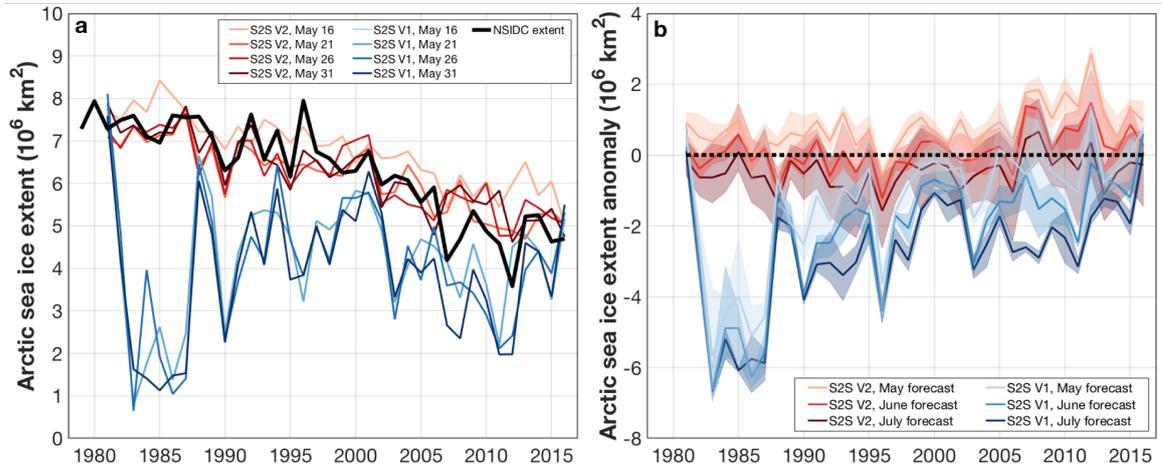 a
S2S V2, May 16 S2S V1, May 16 NSIDC extent
S2S V2, May 21 S2S V1, May 21
S2S V2, May 26 S2S V1, May 26
S2S V2, May 31 S2S V1, May 31
Arctic sea ice extent (10⁶ km²)
10
9
8
7
6
5
4
3
2
1
0
1980 1985 1990 1995 2000 2005 2010 2015
b
Arctic sea ice extent anomaly (10⁶ km²)
4
2
0
-2
-4
-6
-8
S2S V2, May forecast S2S V1, May forecast
S2S V2, June forecast S2S V1, June forecast
S2S V2, July forecast S2S V1, July forecast
1980 1985 1990 1995 2000 2005 2010 2015